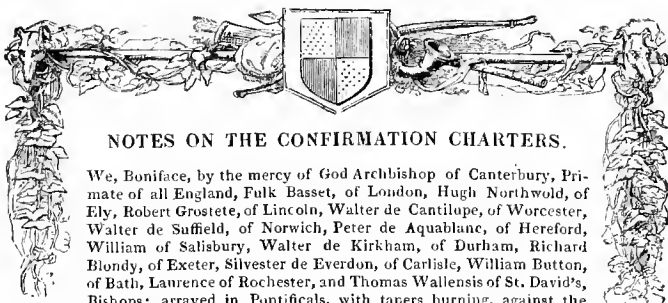 NOTES ON THE CONFIRMATION CHARTERS.
We, Boniface, by the mercy of God Archbishop of Canterbury, Pri-
mate of all England, Fulk Basset, of London, Hugh Northwold, of
Ely, Robert Grostete, of Lincoln, Walter de Cantilupe, of Worcester,
Walter de Suffield, of Norwich, Peter de Aquablanc, of Hereford,
William of Salisbury, Walter de Kirkham, of Durham, Richard
Blondy, of Exeter, Silvester de Everdon, of Carlisle, William Button,
of Bath, Laurence of Rochester, and Thomas Wallensis of St. David's,
Bishops; arrayed in Pontificals, with tapers burning, against the